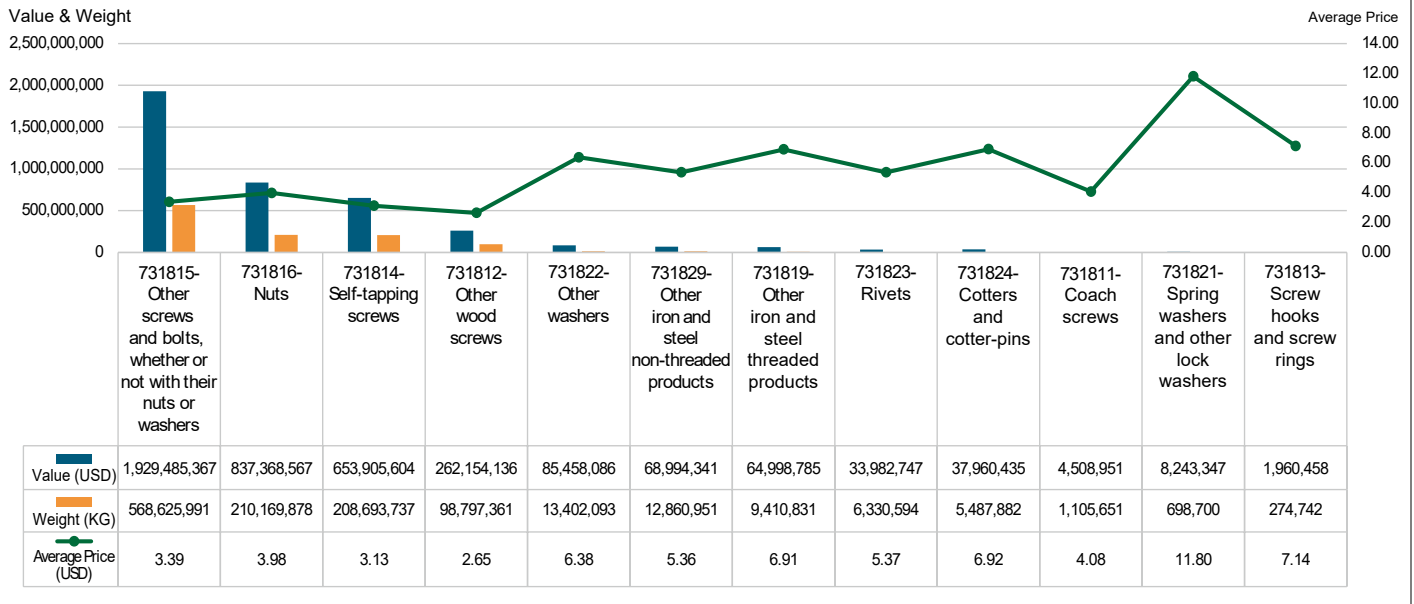 Value & Weight
Average Price
2,500,000,000
2,000,000,000
1,500,000,000
1,000,000,000
500,000,000
0
14.00
12.00
10.00
8.00
6.00
4.00
2.00
0.00
731815-
Other
screws
and bolts,
whether or
not with their
nuts or
washers
731816-
Nuts
731814-
Self-tapping
screws
731812-
Other
wood
screws
731822-
Other
washers
731829-
Other
iron and
steel
non-threaded
products
731819-
Other
iron and
steel
threaded
products
731823-
Rivets
731824-
Cotters
and
cotter-pins
731811-
Coach
screws
731821-
Spring
washers
and other
lock
washers
731813-
Screw
hooks
and screw
rings
Value (USD) 1,929,485,367 837,368,567 653,905,604 262,154,136 85,458,086 68,994,341 64,998,785 33,982,747 37,960,435 4,508,951 8,243,347 1,960,458
Weight (KG) 568,625,991 210,169,878 208,693,737 98,797,361 13,402,093 12,860,951 9,410,831 6,330,594 5,487,882 1,105,651 698,700 274,742
Average Price
(USD) 3.39 3.98 3.13 2.65 6.38 5.36 6.91 5.37 6.92 4.08 11.80 7.14